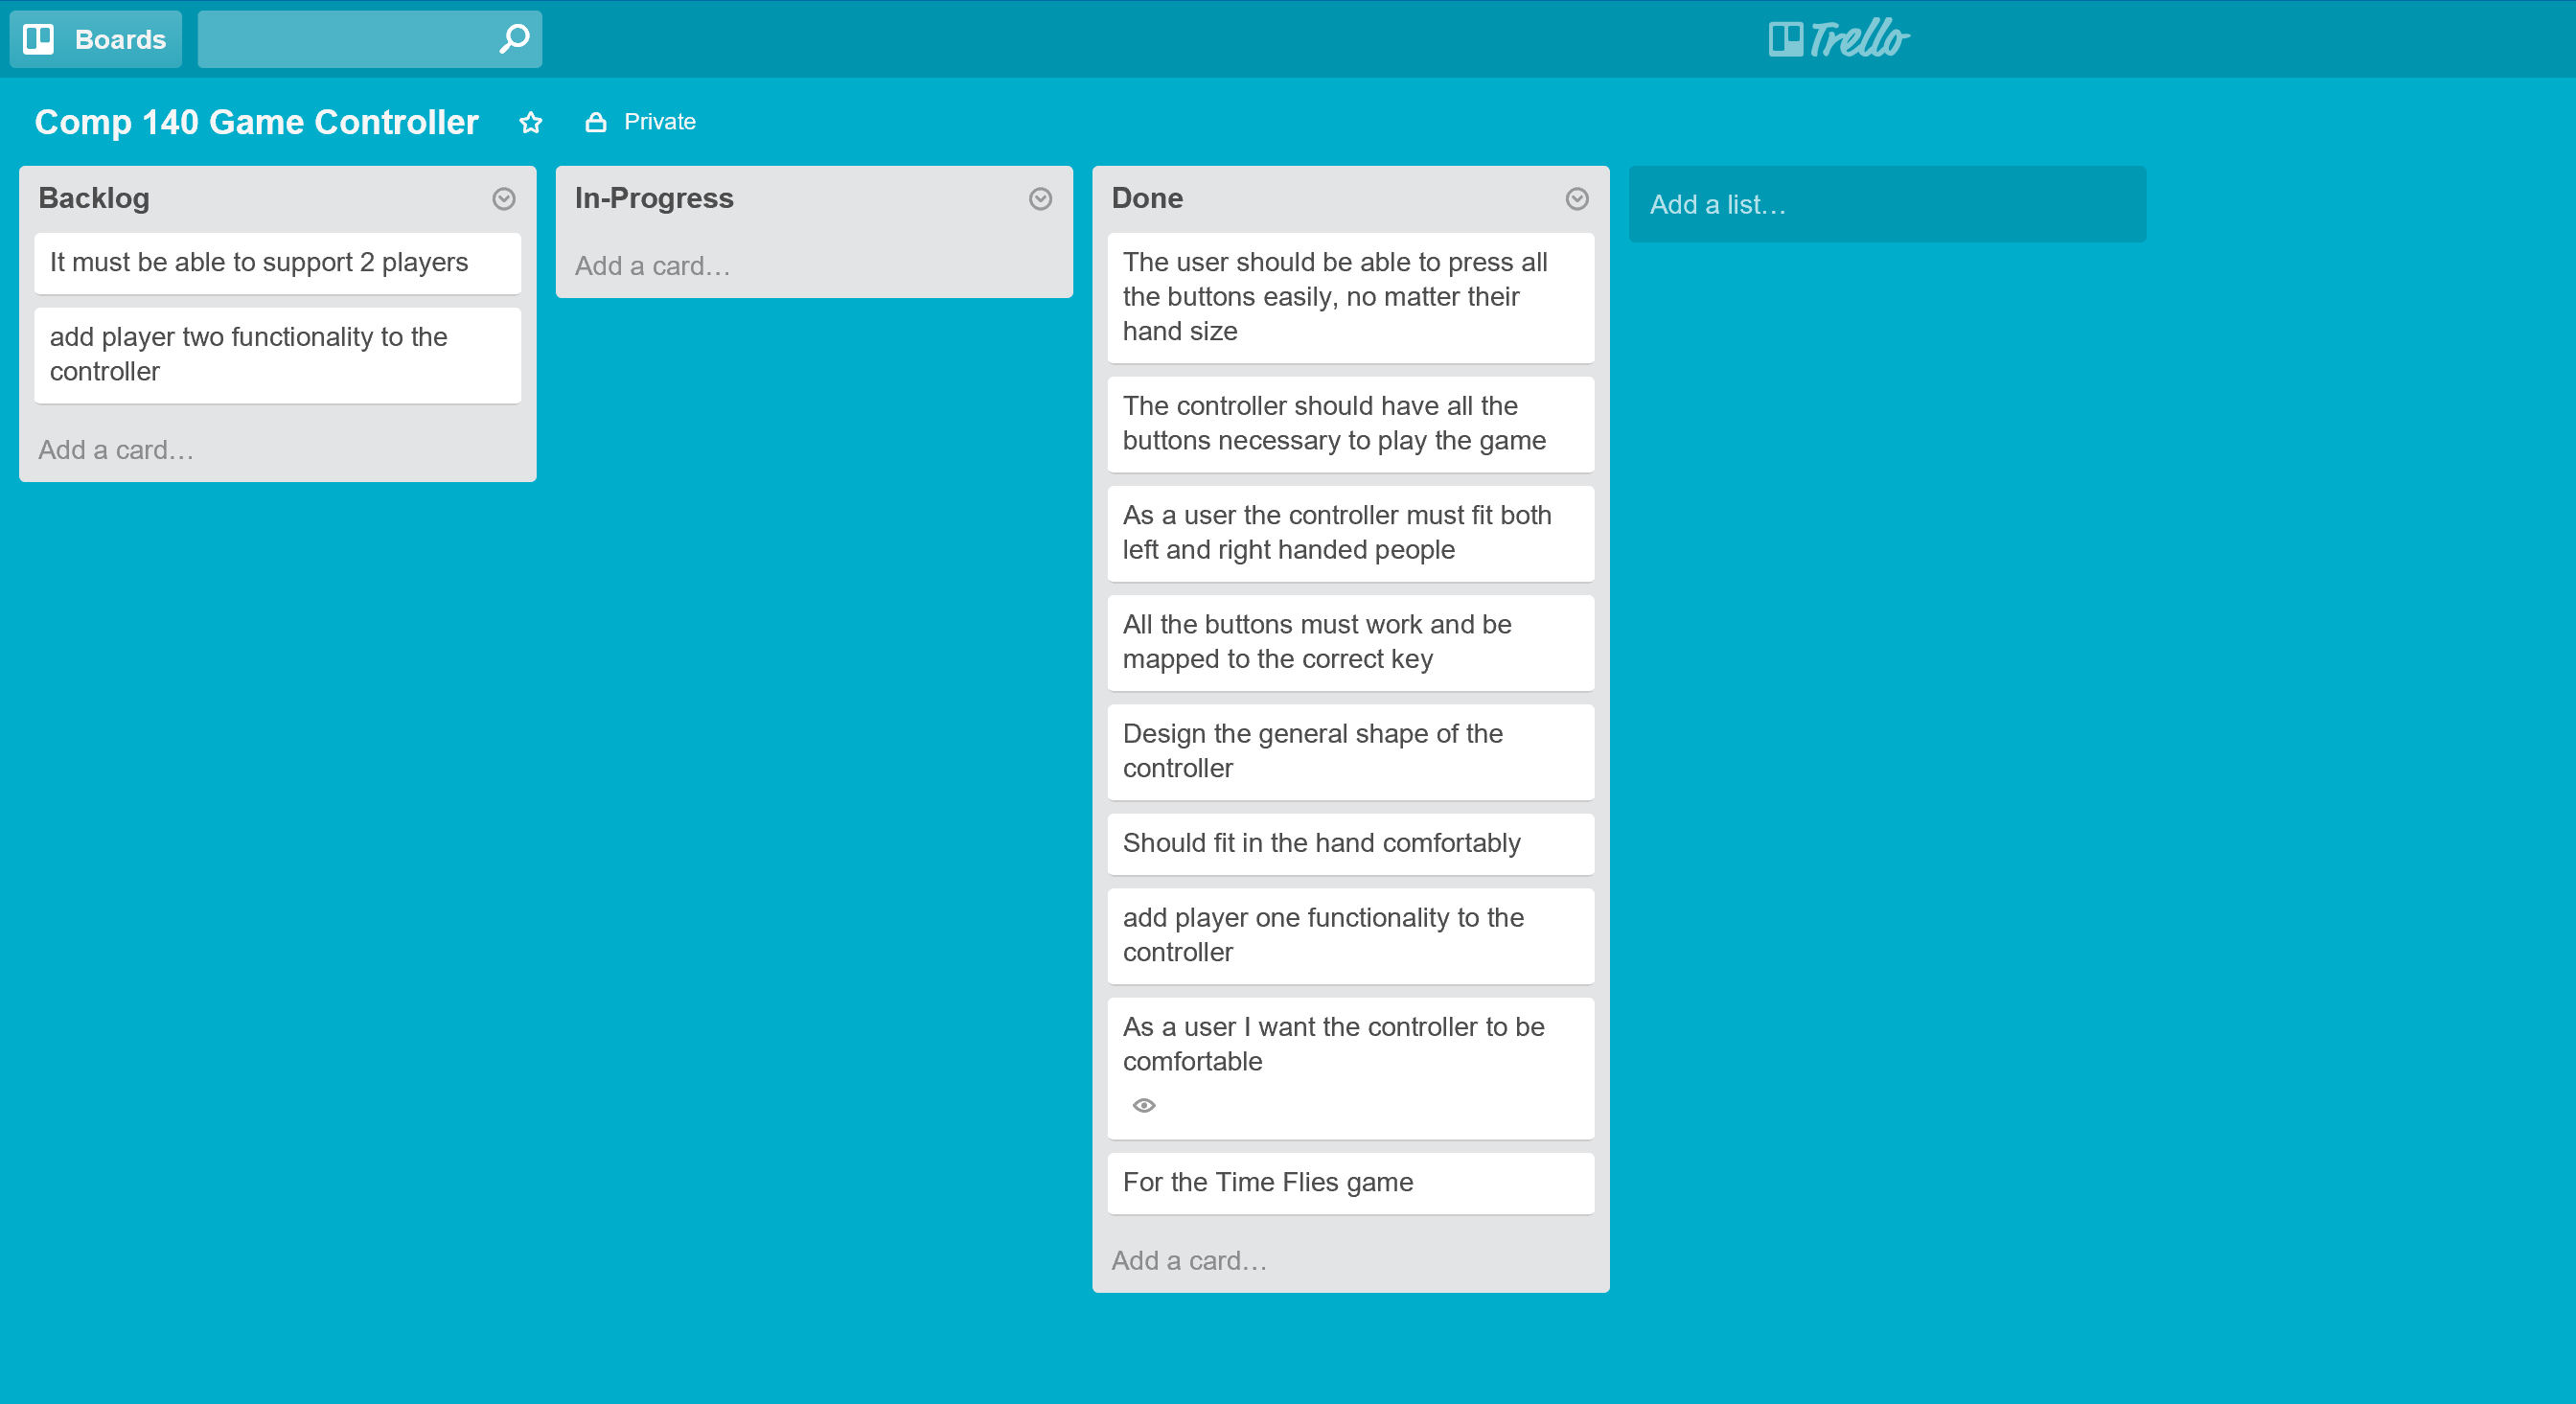 Boards
Trello
Comp 140 Game Controller
Private
Backlog
It must be able to support 2 players
add player two functionality to the
controller
Add a card…
In-Progress
Add a card…
Done
The user should be able to press all
the buttons easily, no matter their
hand size
The controller should have all the
buttons necessary to play the game
As a user the controller must fit both
left and right handed people
All the buttons must work and be
mapped to the correct key
Design the general shape of the
controller
Should fit in the hand comfortably
add player one functionality to the
controller
As a user I want the controller to be
comfortable
For the Time Flies game
Add a card…
Add a list…